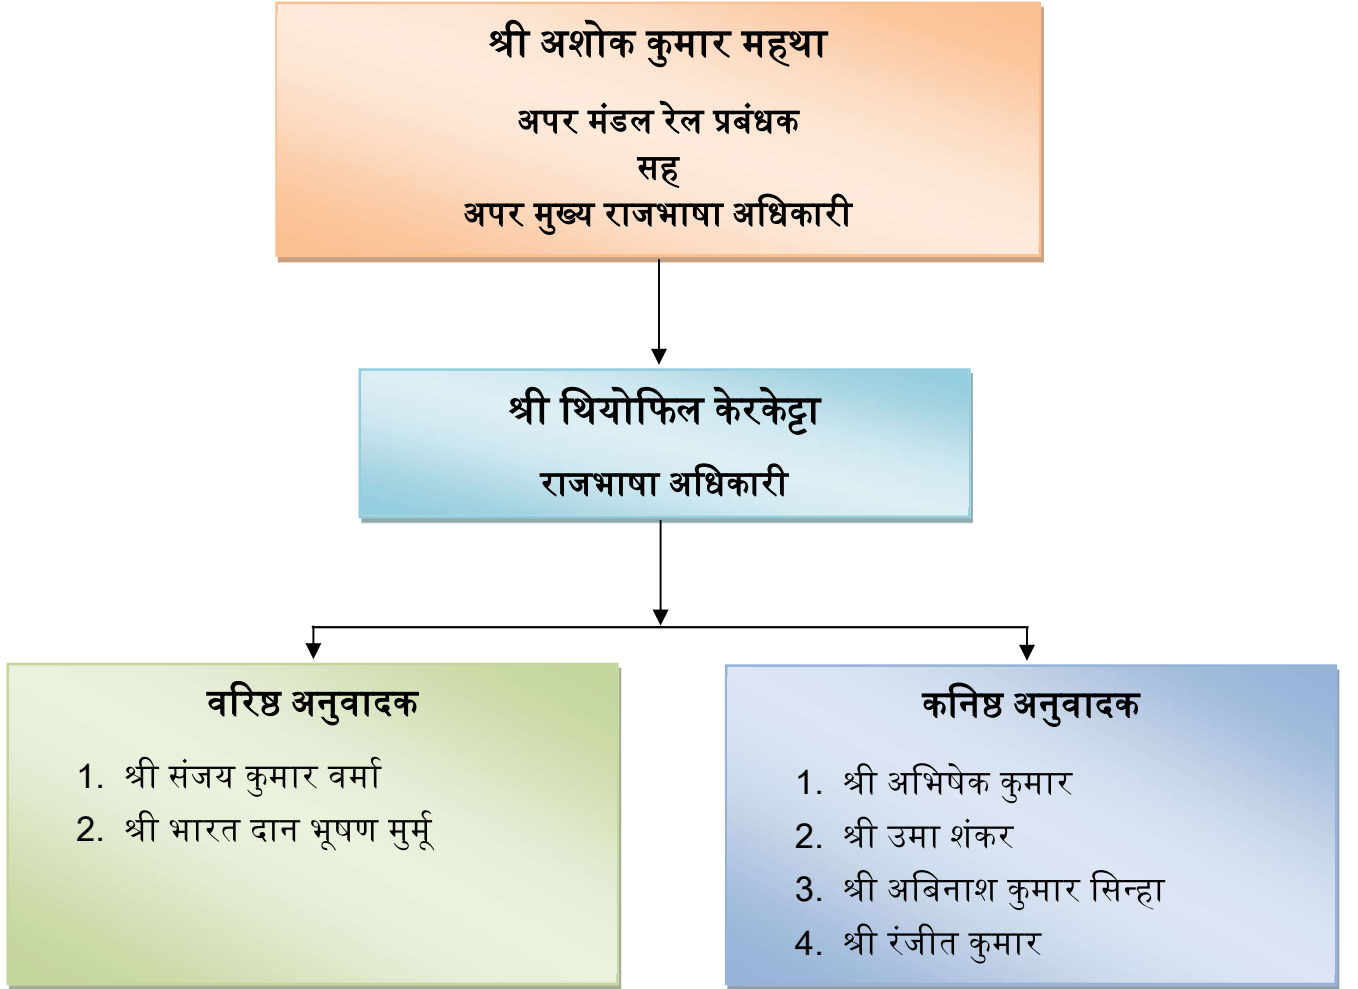 श्री अशोक कुमार महथा
अपर मंडल रेल प्रबंधक
सह
अपर मुख्य राजभाषा अधिकारी
श्री थियोफिल केरकेट्टा
राजभाषा अधिकारी
वरिष्ठ अनुवादक
1. श्री संजय कुमार वर्मा
2. श्री भारत दान भूषण मुर्मू
कनिष्ठ अनुवादक
1. श्री अभिषेक कुमार
2. श्री उमा शंकर
3. श्री अबिनाश कुमार सिन्हा
4. श्री रंजीत कुमार